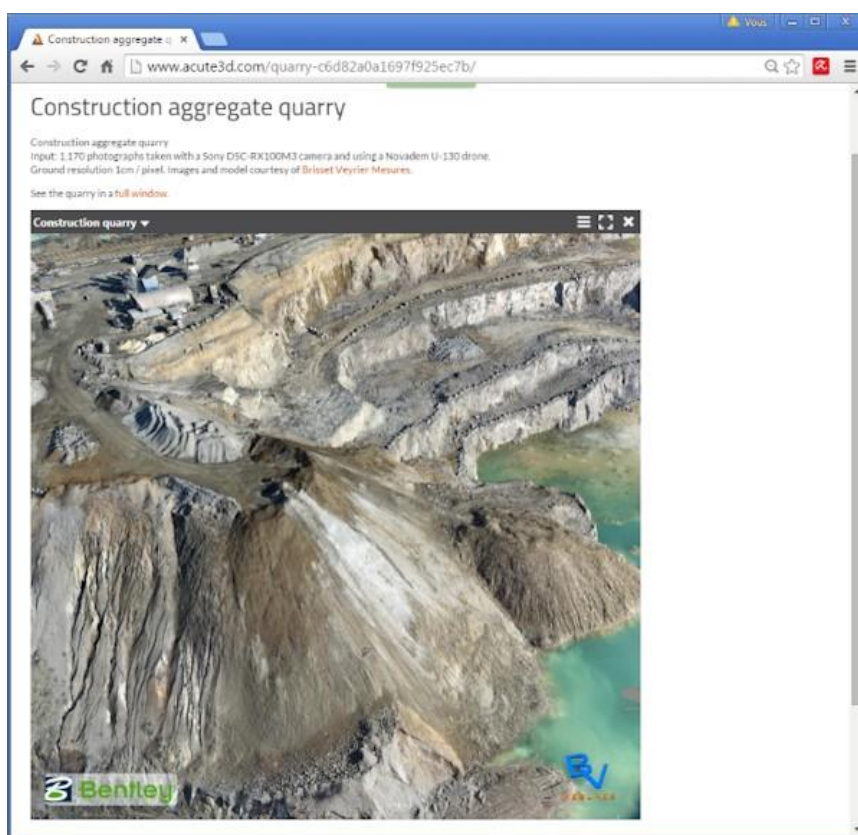 Vous
Construction aggregate q
www.acute3d.com/quarry-c6d82a0a1697f925ec7b/
Construction aggregate quarry
Construction aggregate quarry
Input: 1,170 photographs taken with a Sony DSC-RX100M3 camera and using a Novadem U-130 drone.
Ground resolution 1cm / pixel. Images and model courtesy of Brisset Veyrier Mesures.
See the quarry in a full window.
Construction quarry
Bentley
BV